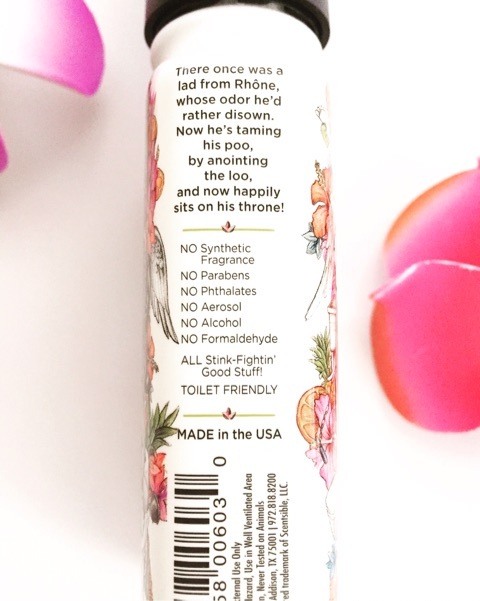 There once was a
lad from Rhône,
whose odor he'd
rather disown.
Now he's taming
his poo,
by anointing
the loo,
and now happily
sits on his throne!
NO Synthetic
Fragrance
NO Parabens
NO Phthalates
NO Aerosol
NO Alcohol
NO Formaldehyde
ALL Stink-Fightin'
Good Stuff!
TOILET FRIENDLY
MADE in the USA
58 00603 0
Use Only
Use in Well Ventilated Area
Never Tested on Animals
Addison, TX 75001 | 972.818.8200
trademark of Scentsible, LLC.